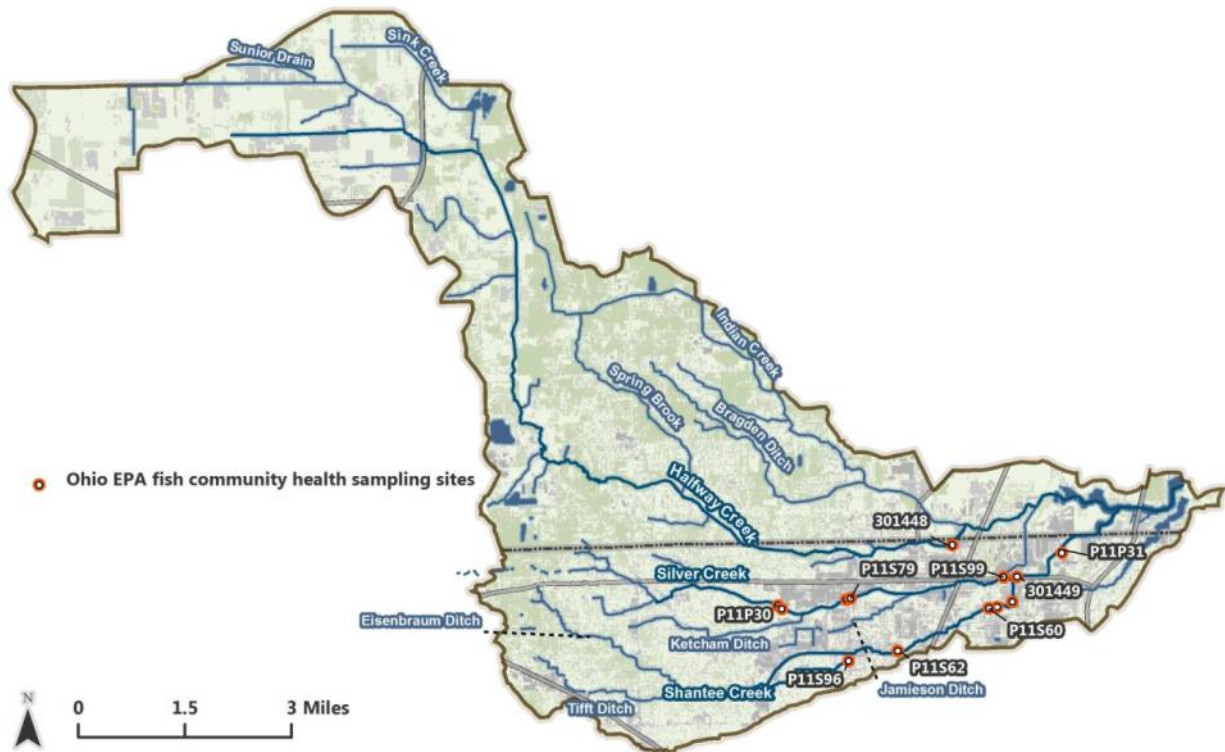 Sunior Drain
Sink Creek
Indian Creek
Spring Brook
Bragden Ditch
Halfway Creek
Ohio EPA fish community health sampling sites
301448
P11P31
P11S79
P11S99
Silver Creek
301449
P11P30
P11S60
Eisenbraum Ditch
Ketcham Ditch
P11S62
P11S96
Shantee Creek
Jamieson Ditch
Tifft Ditch
N
0 1.5 3 Miles